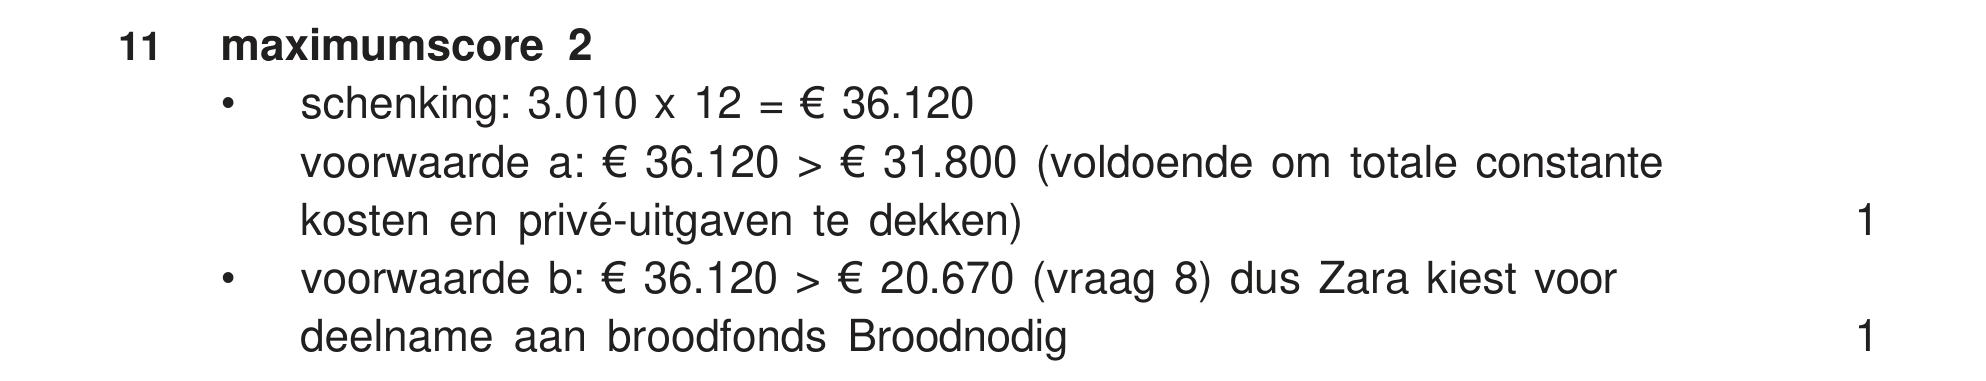 11 maximumscore 2
• schenking: 3.010 x 12 = € 36.120
voorwaarde a: € 36.120 > € 31.800 (voldoende om totale constante
kosten en privé-uitgaven te dekken) 1
• voorwaarde b: € 36.120 > € 20.670 (vraag 8) dus Zara kiest voor
deelname aan broodfonds Broodnodig 1